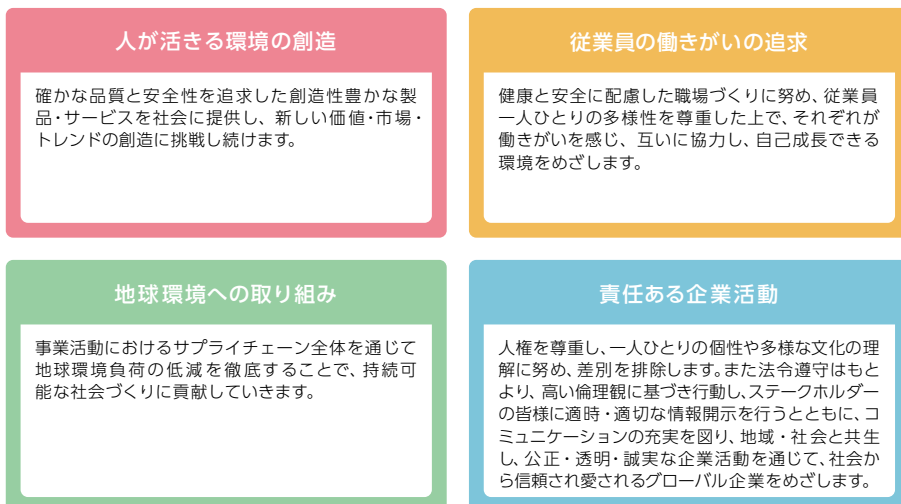 人が活きる環境の創造
確かな品質と安全性を追求した創造性豊かな製
品・サービスを社会に提供し、新しい価値・市場・
トレンドの創造に挑戦し続けます。
従業員の働きがいの追求
健康と安全に配慮した職場づくりに努め、従業員
一人ひとりの多様性を尊重した上で、それぞれが
働きがいを感じ、互いに協力し、自己成長できる
環境をめざします。
地球環境への取り組み
事業活動におけるサプライチェーン全体を通じて
地球環境負荷の低減を徹底することで、持続可
能な社会づくりに貢献していきます。
責任ある企業活動
人権を尊重し、一人ひとりの個性や多様な文化の理
解に努め、差別を排除します。また法令遵守はもと
より、高い倫理観に基づき行動し、ステークホルダー
の皆様に適時・適切な情報開示を行うとともに、コ
ミュニケーションの充実を図り、地域・社会と共生
し、公正・透明・誠実な企業活動を通じて、社会か
ら信頼され愛されるグローバル企業をめざします。